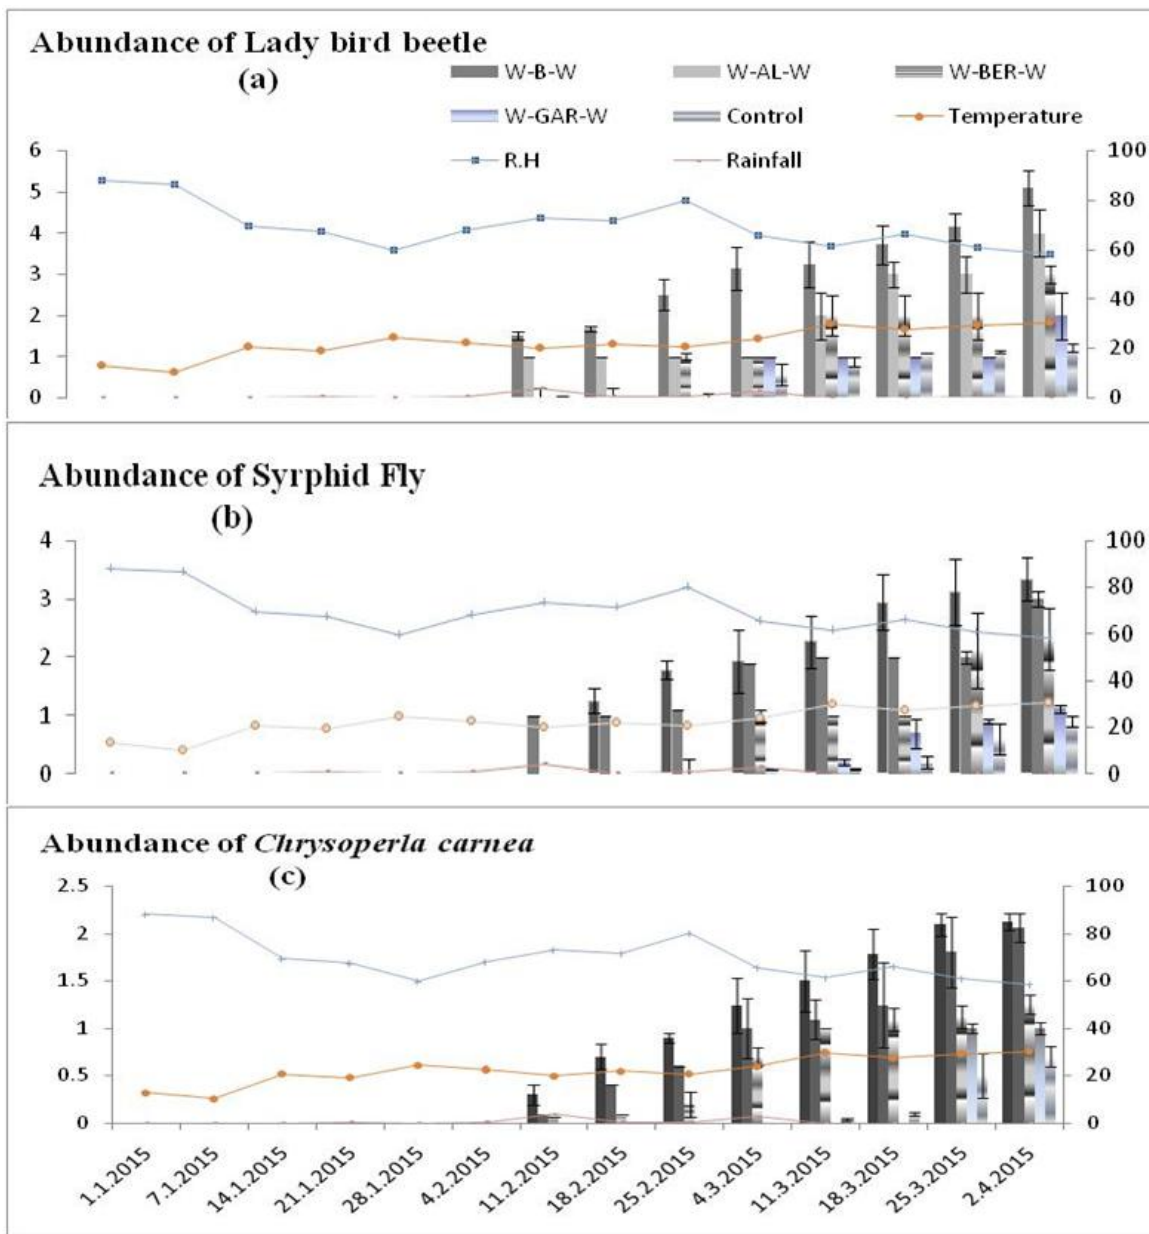 Abundance of Lady bird beetle
(a)
W-B-W W-AL-W W-BER-W
W-GAR-W Control Temperature
R.H Rainfall
6 100
5 80
4
3 60
2 40
1 20
0 0
Abundance of Syrphid Fly
(b)
4 100
3 80
2 60
40
1 20
0 0
Abundance of Chrysoperla carnea
(c)
2.5 100
2 80
1.5 60
1 40
0.5 20
0 0
1.1.2015 7.1.2015 14.1.2015 21.1.2015 28.1.2015 4.2.2015 11.2.2015 18.2.2015 25.2.2015 4.3.2015 11.3.2015 18.3.2015 25.3.2015 2.4.2015